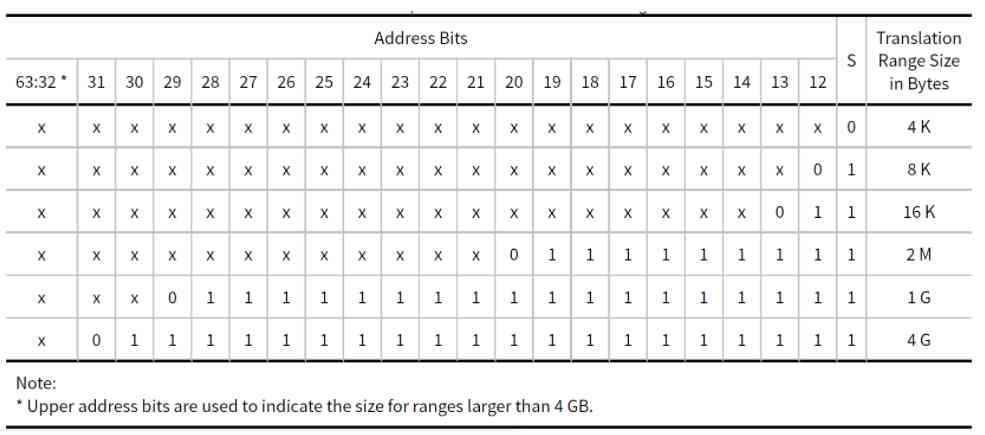 Address Bits S Translation Range Size in Bytes
63:32 * 31 30 29 28 27 26 25 24 23 22 21 20 19 18 17 16 15 14 13 12
x x x x x x x x x x x x x x x x x x x x x 0 4 K
x x x x x x x x x x x x x x x x x x x x 0 1 8 K
x x x x x x x x x x x x x x x x x x x 0 1 1 16 K
x x x x x x x x x x x x 0 1 1 1 1 1 1 1 1 1 2 M
x x x 0 1 1 1 1 1 1 1 1 1 1 1 1 1 1 1 1 1 1 1 G
x 0 1 1 1 1 1 1 1 1 1 1 1 1 1 1 1 1 1 1 1 1 4 G
Note:
* Upper address bits are used to indicate the size for ranges larger than 4 GB.